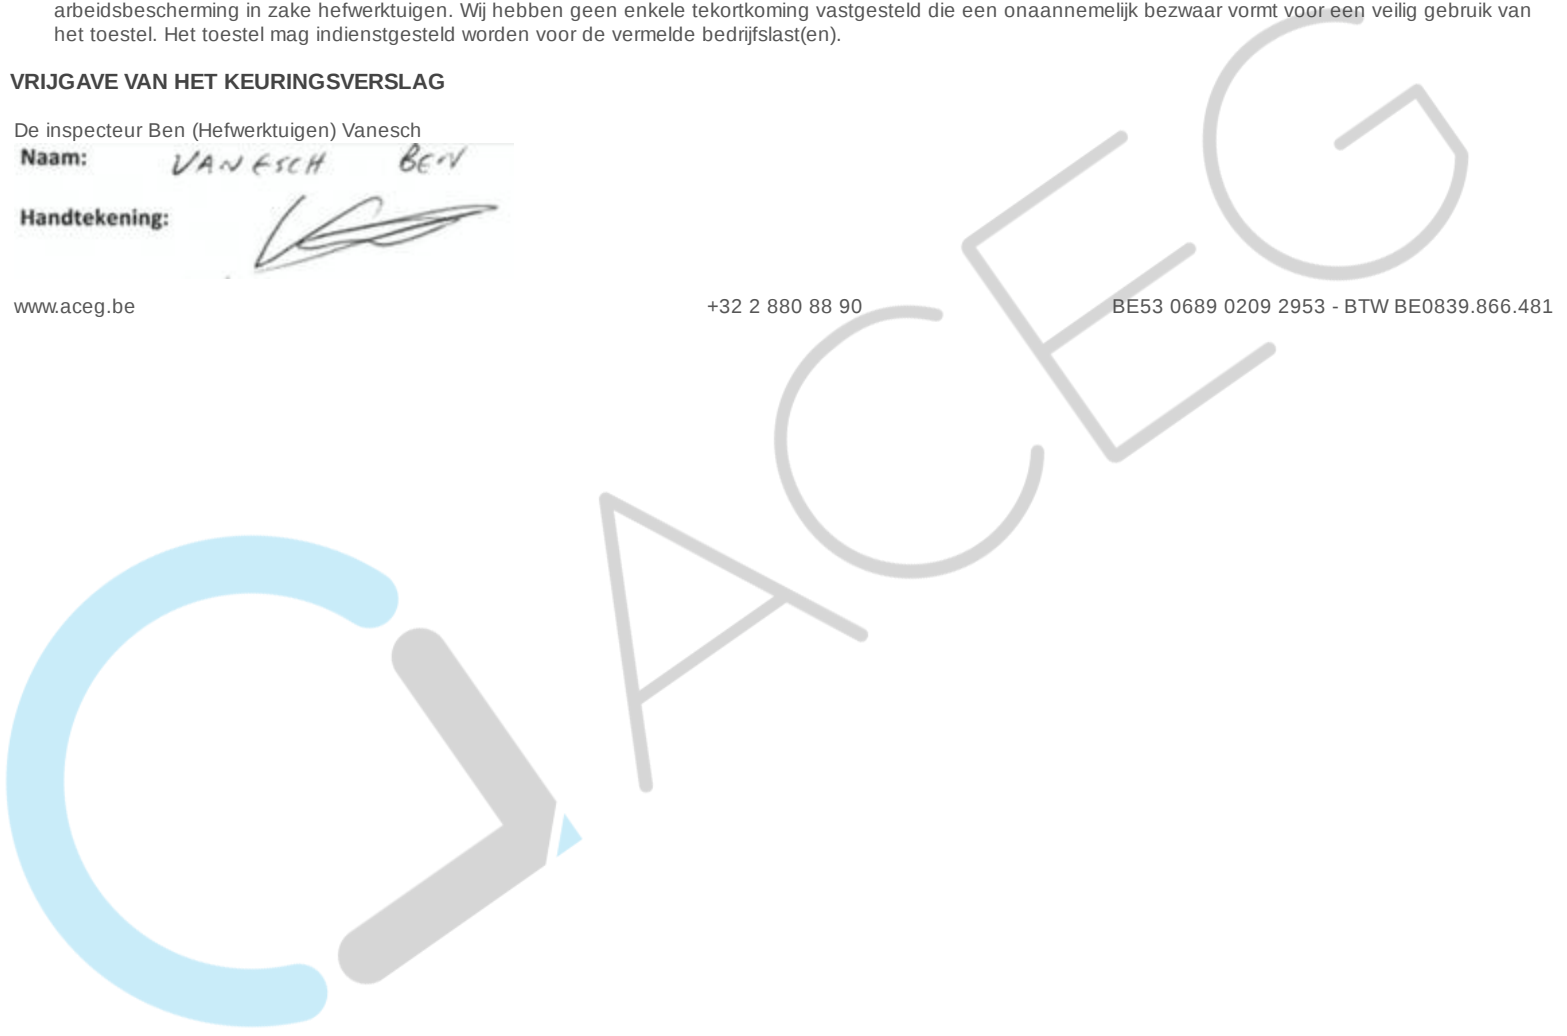 arbeidsbescherming in zake hefwerktuigen. Wij hebben geen enkele tekortkoming vastgesteld die een onaannemelijk bezwaar vormt voor een veilig gebruik van
het toestel. Het toestel mag indienstgesteld worden voor de vermelde bedrijfslast(en).
VRIJGAVE VAN HET KEURINGSVERSLAG
De inspecteur Ben (Hefwerktuigen) Vanesch
Naam: VANESCH BEN
Handtekening:
www.aceg.be +32 2 880 88 90 BE53 0689 0209 2953 - BTW BE0839.866.481
ACEG